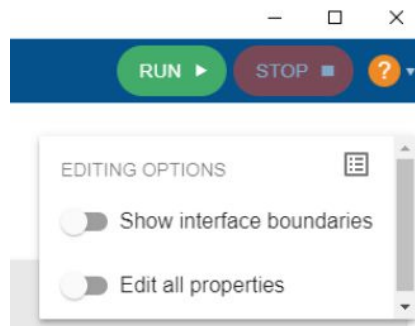 RUN
STOP
?
EDITING OPTIONS
Show interface boundaries
Edit all properties